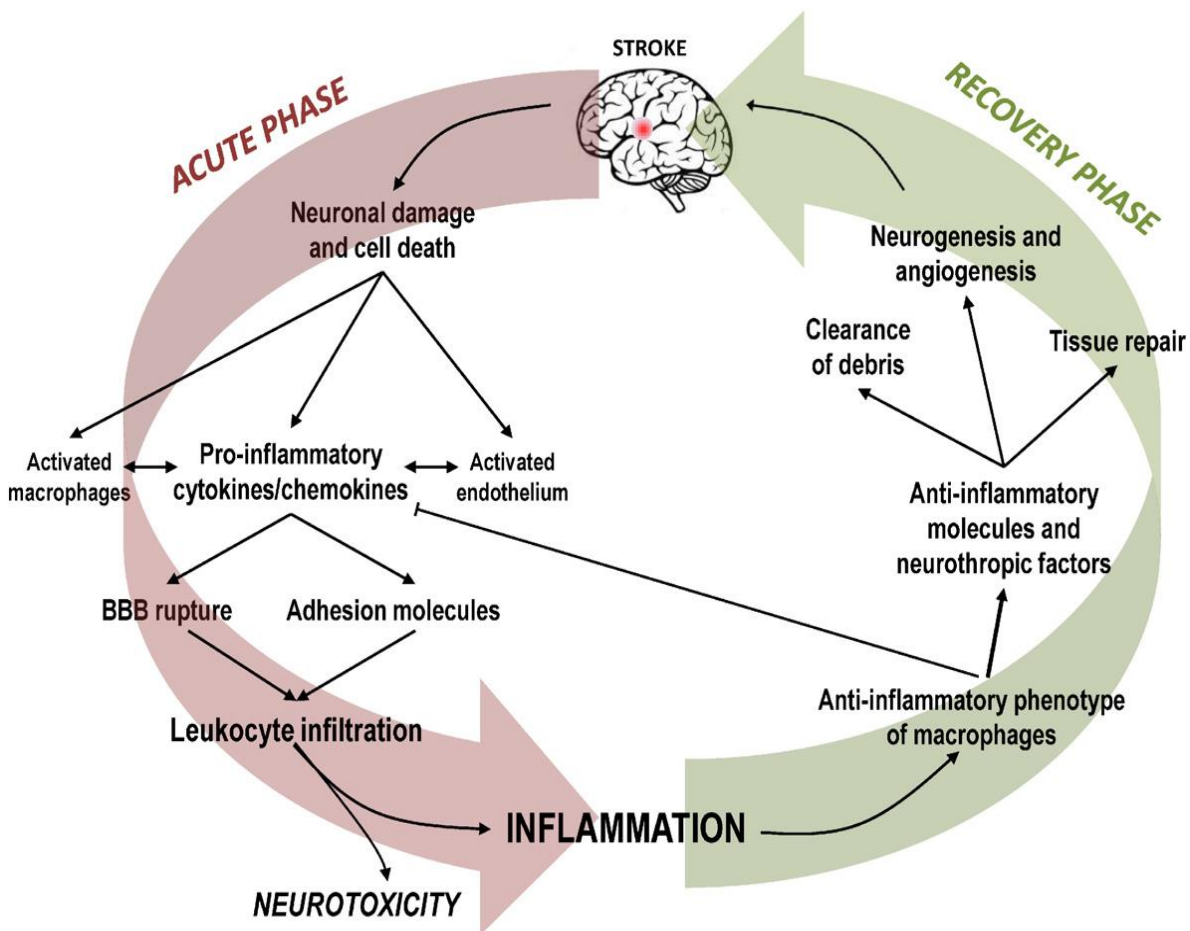 STROKE
ACUTE PHASE
RECOVERY PHASE
Neuronal damage
and cell death
Neurogenesis and
angiogenesis
Clearance
of debris
Tissue repair
Activated
macrophages
Pro-inflammatory
cytokines/chemokines
Activated
endothelium
Anti-inflammatory
molecules and
neurothropic factors
BBB rupture
Adhesion molecules
Leukocyte infiltration
Anti-inflammatory phenotype
of macrophages
INFLAMMATION
NEUROTOXICITY